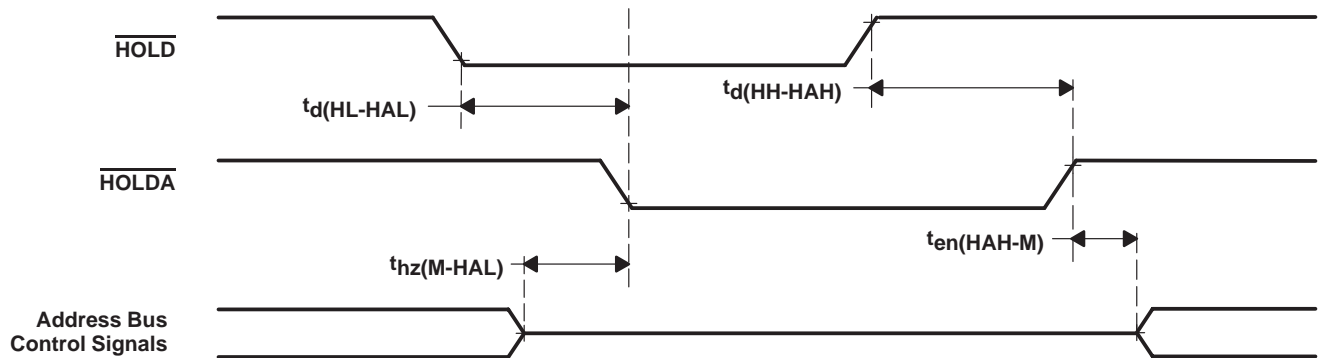 HOLD
td(HL-HAL)
td(HH-HAH)
HOLDA
ten(HAH-M)
thz(M-HAL)
Address Bus
Control Signals